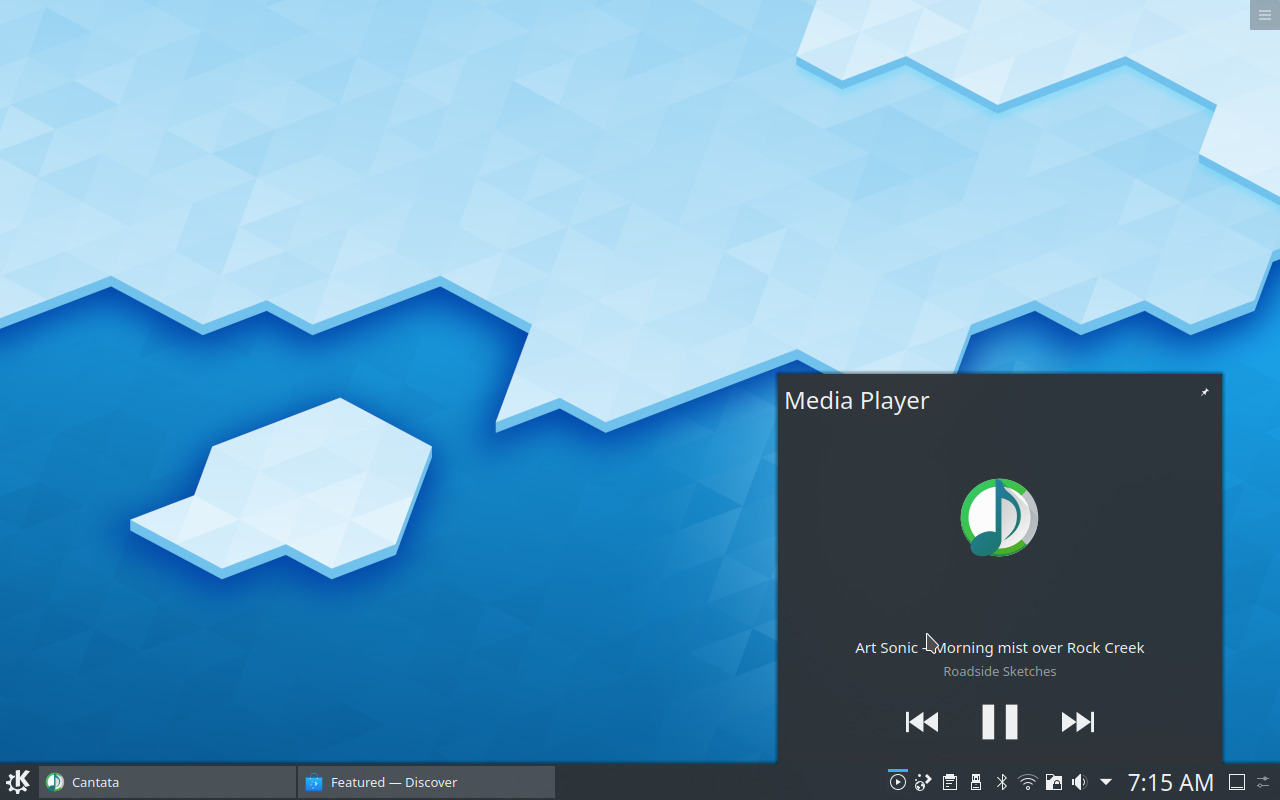 Media Player
Art Sonic - Morning mist over Rock Creek
Roadside Sketches
Cantata
Featured — Discover
7:15 AM